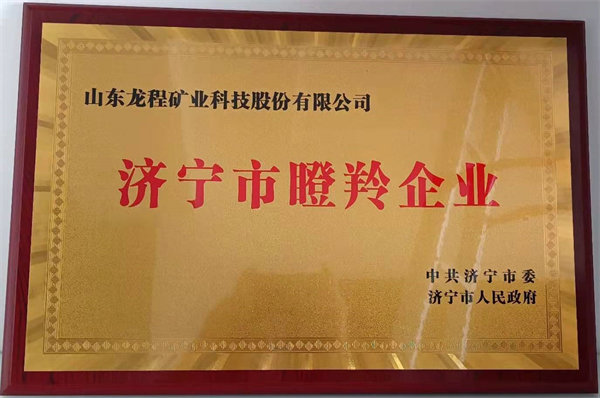 山东龙程矿业科技股份有限公司
济宁市瞪羚企业
中共济宁市委
济宁市人民政府